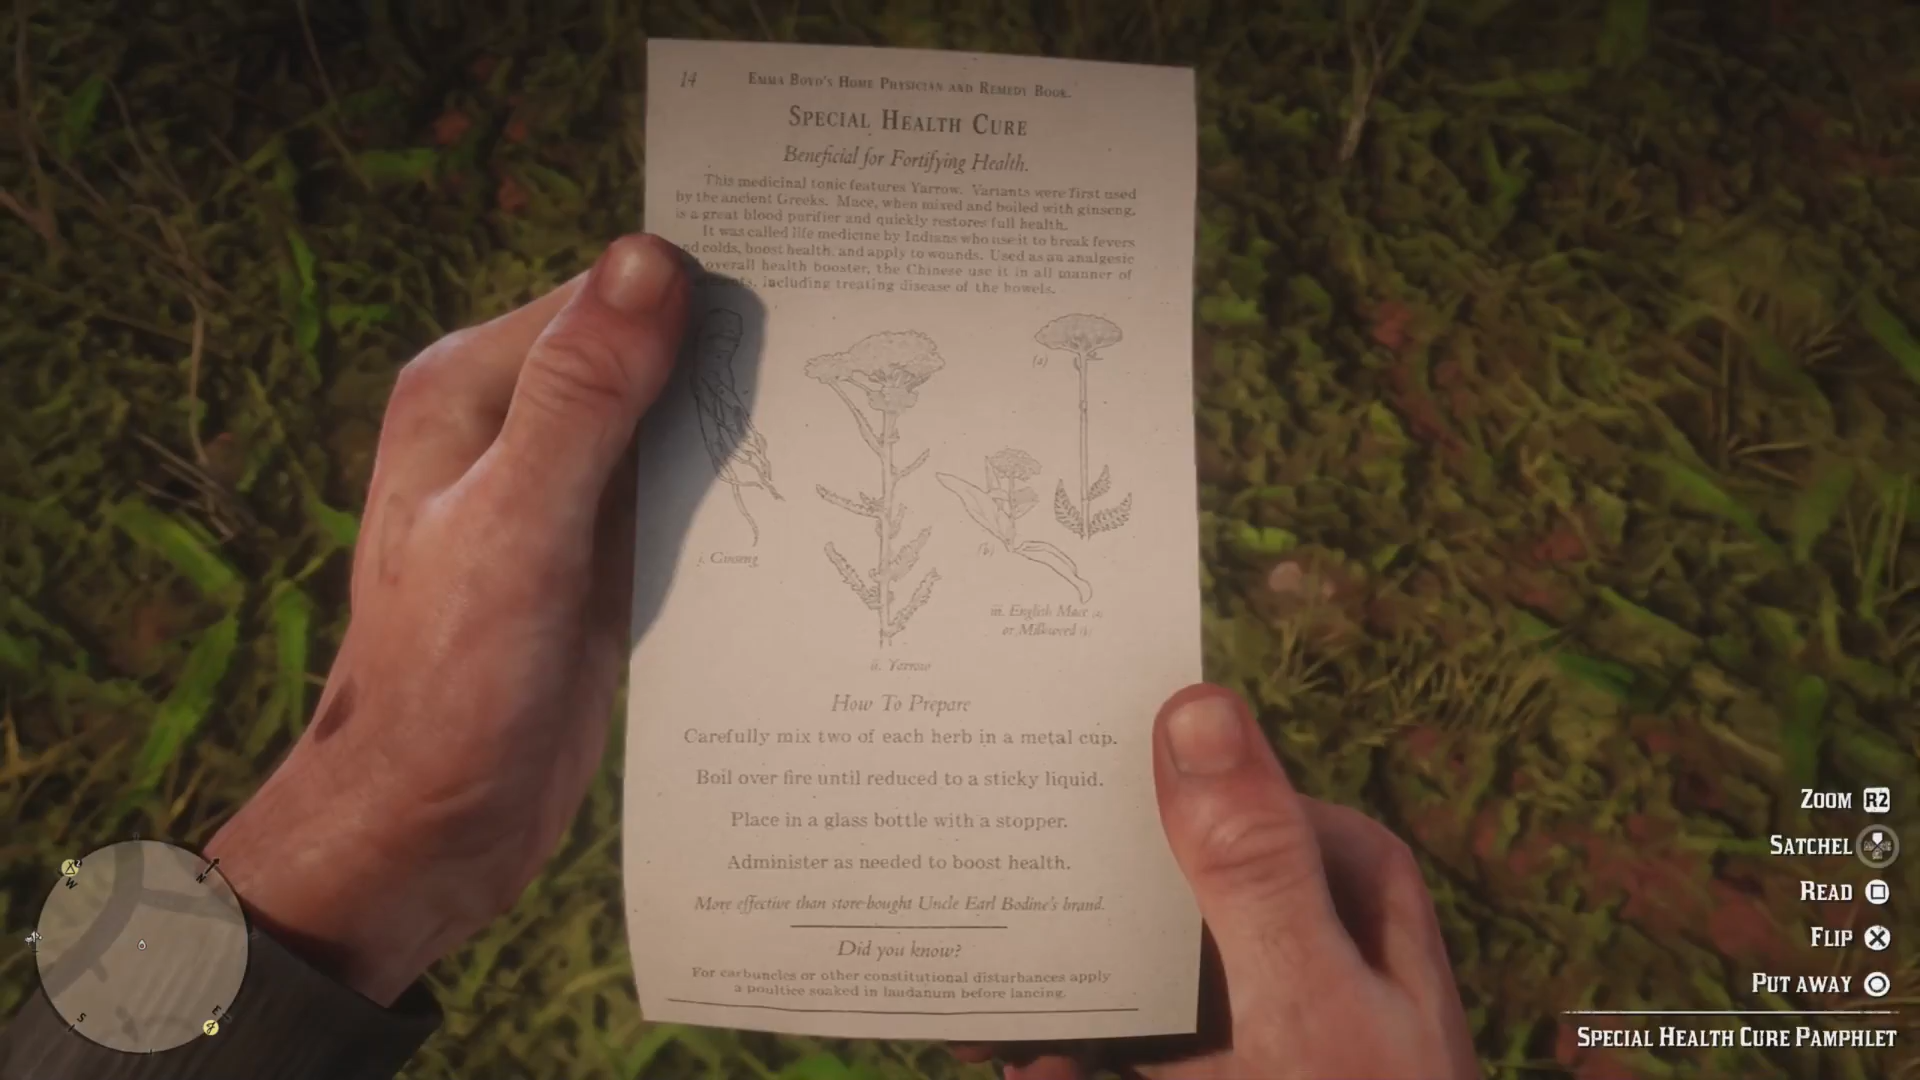 14
Emma Boyd's Home Physician and Remedy Book.
Special Health Cure
Beneficial for Fortifying Health.
This medicinal tonic features Yarrow. Variants were first used
by the ancient Greeks. Mace, when mixed and boiled with ginseng,
is a great blood purifier and quickly restores full health.
It was called life medicine by Indians who use it to break fevers
and colds, boost health, and apply to wounds. Used as an analgesic
overall health booster, the Chinese use it in all manner of
including treating disease of the bowels.
(a)
(b)
i. Ginseng
iii. English Mace (a)
or Milkweed (b)
ii. Yarrow
How To Prepare
Carefully mix two of each herb in a metal cup.
Boil over fire until reduced to a sticky liquid.
Place in a glass bottle with a stopper.
Administer as needed to boost health.
More effective than store-bought Uncle Earl Bodine's brand.
Did you know?
For carbuncles or other constitutional disturbances apply
a poultice soaked in laudanum before lancing.
Zoom R2
Satchel
Read
Flip
Put away
Special Health Cure Pamphlet
W
N
S
E